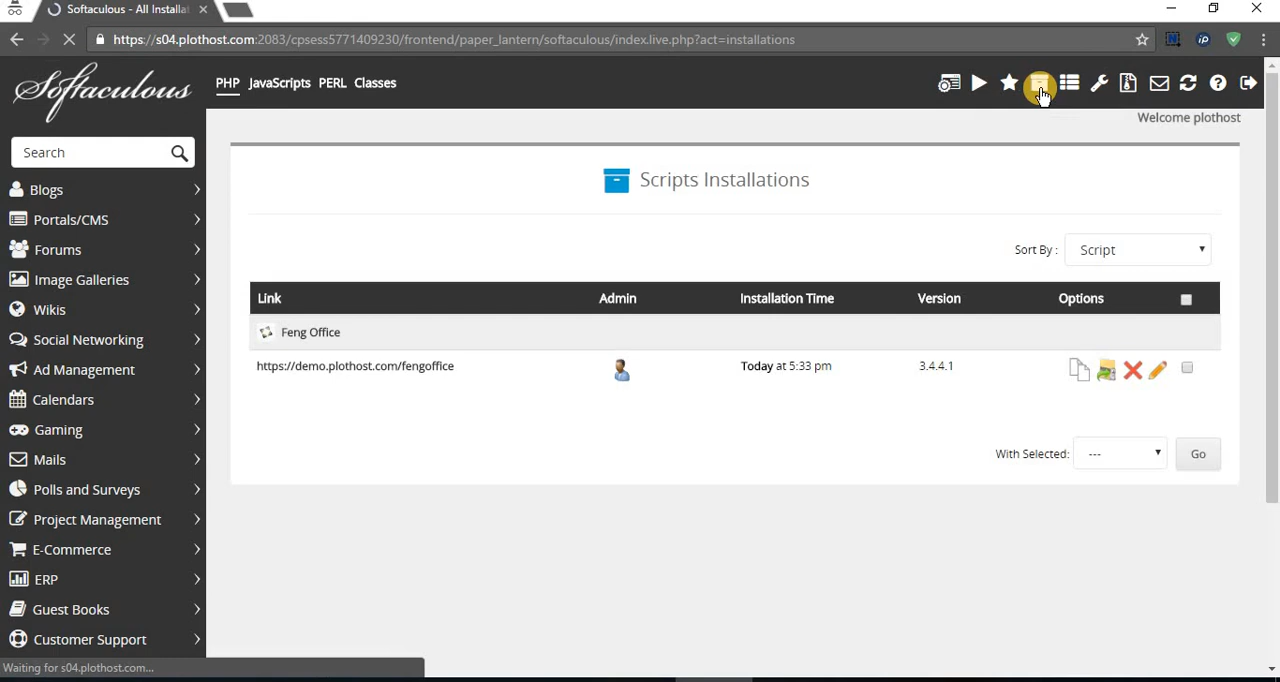 Softaculous - All Installat
https://s04.plothost.com:2083/cpsess5771409230/frontend/paper_lantern/softaculous/index.live.php?act=installations
Softaculous
PHP JavaScripts PERL Classes
Welcome plothost
Search
Blogs
Portals/CMS
Forums
Image Galleries
Wikis
Social Networking
Ad Management
Calendars
Gaming
Mails
Polls and Surveys
Project Management
E-Commerce
ERP
Guest Books
Customer Support
Scripts Installations
Sort By : Script
Link Admin Installation Time Version Options
Feng Office
https://demo.plothost.com/fengoffice Today at 5:33 pm 3.4.4.1
With Selected: --- Go
Waiting for s04.plothost.com...